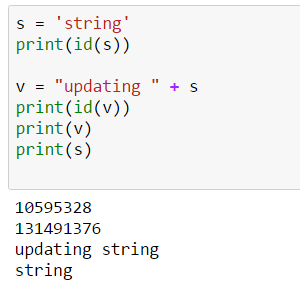 s = 'string'
print(id(s))
v = "updating " + s
print(id(v))
print(v)
print(s)
10595328
131491376
updating string
string